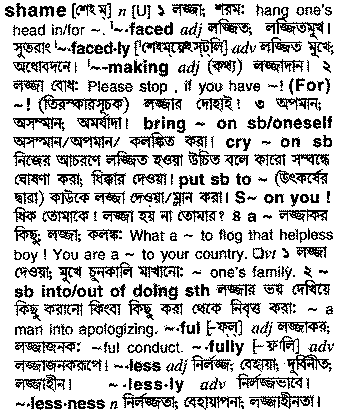 shame [শেইম্] n [U] ১ লজ্জা; শরম: hang one's
head in/for ~. '~-faced adj লজ্জিত; লজ্জিতমুখ।
সুতরাং '~-faced·ly ['শেইম্ফেইসট্‌লি] adv লজ্জিত মুখে;
অধোবদনে। '~-making adj (কথ্য) লজ্জাদান। ২
লজ্জা বোধ: Please stop , if you have ~! (For)
~! (তিরস্কারসূচক) লজ্জার দোহাই! ৩ অপমান;
অসম্মান; অমর্যাদা। bring ~ on sb/oneself
অসম্মান/অপমান/ কলঙ্কিত করা। cry ~ on sb
নিজের আচরণে লজ্জিত হওয়া উচিত বলে কারো সম্বন্ধে
ঘোষণা করা; ধিক্কার দেওয়া। put sb to ~ (উৎকর্ষের
দ্বারা) কাউকে লজ্জা দেওয়া/ম্লান করা। S~ on you !
ধিক তোমাকে! লজ্জা হয় না তোমার? ৪ a ~ লজ্জাকর
কিছু; লজ্জা; কলঙ্ক: What a ~ to flog that helpless
boy ! You are a ~ to your country. □vt ১ লজ্জা
দেওয়া; মুখে চুনকালি মাখানো: ~ one's family. ২ ~
sb into/out of doing sth লজ্জার ভয় দেখিয়ে
কিছু করানো কিংবা কিছু করা থেকে নিবৃত্ত করা: ~ a
man into apologizing. ~·ful [-ফ্‌ল্] adj লজ্জাকর;
লজ্জাজনক: ~ful conduct. ~·fully [-ফালি] adv
লজ্জাজনকরূপে। ~·less adj নির্লজ্জ; বেহায়া; দুর্বিনীত;
লজ্জাহীন। ~·less·ly adv নির্লজ্জভাবে।
~·less·ness n নির্লজ্জতা; বেহায়াপনা; লজ্জাহীনতা।